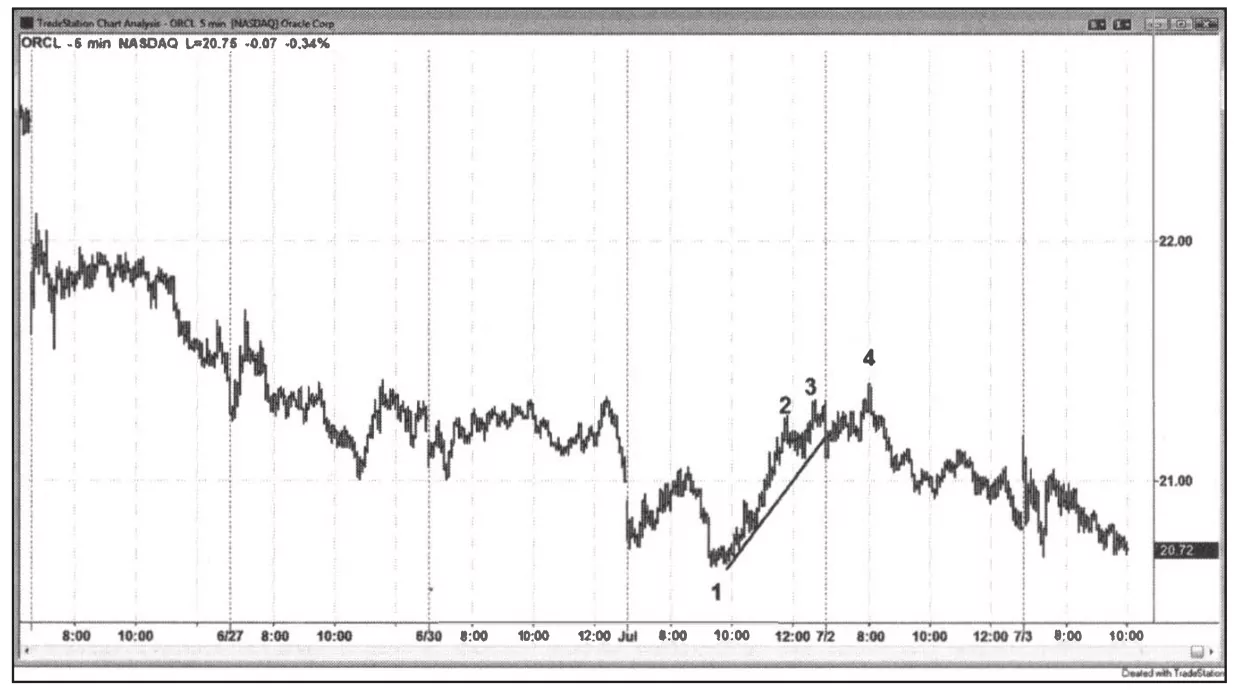 TradeStation Chart Analysis - ORCL 5 min [NASDAQ] Oracle Corp
ORCL -5 min NASDAQ L=20.75 -0.07 -0.34%
22.00
4
3
2
21.00
20.72
1
8:00 10:00 6/27 8:00 10:00 6/30 8:00 10:00 12:00 Jul 8:00 10:00 12:00 7/2 8:00 10:00 12:00 7/3 8:00 10:00
Created with TradeStation